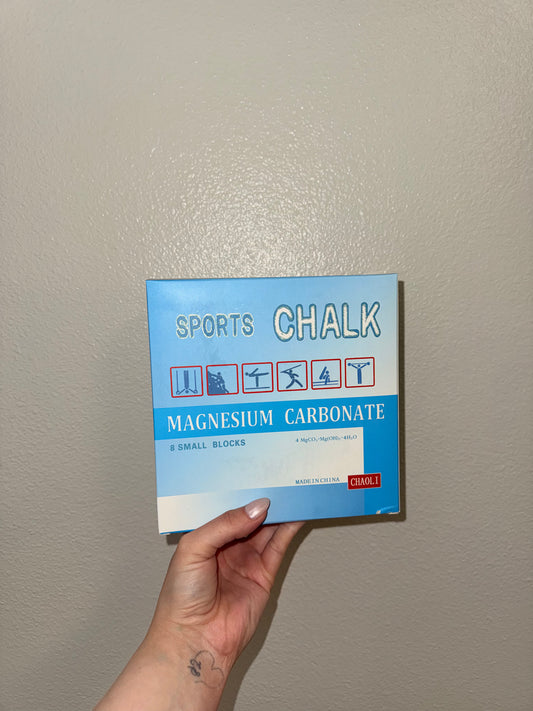 SPORTS CHALK
MAGNESIUM CARBONATE
8 SMALL BLOCKS
4 MgCO₃·Mg(OH)₂·4H₂O
MADE IN CHINA
CHAOLI